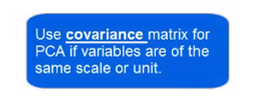 Use covariance matrix for
PCA if variables are of the
same scale or unit.